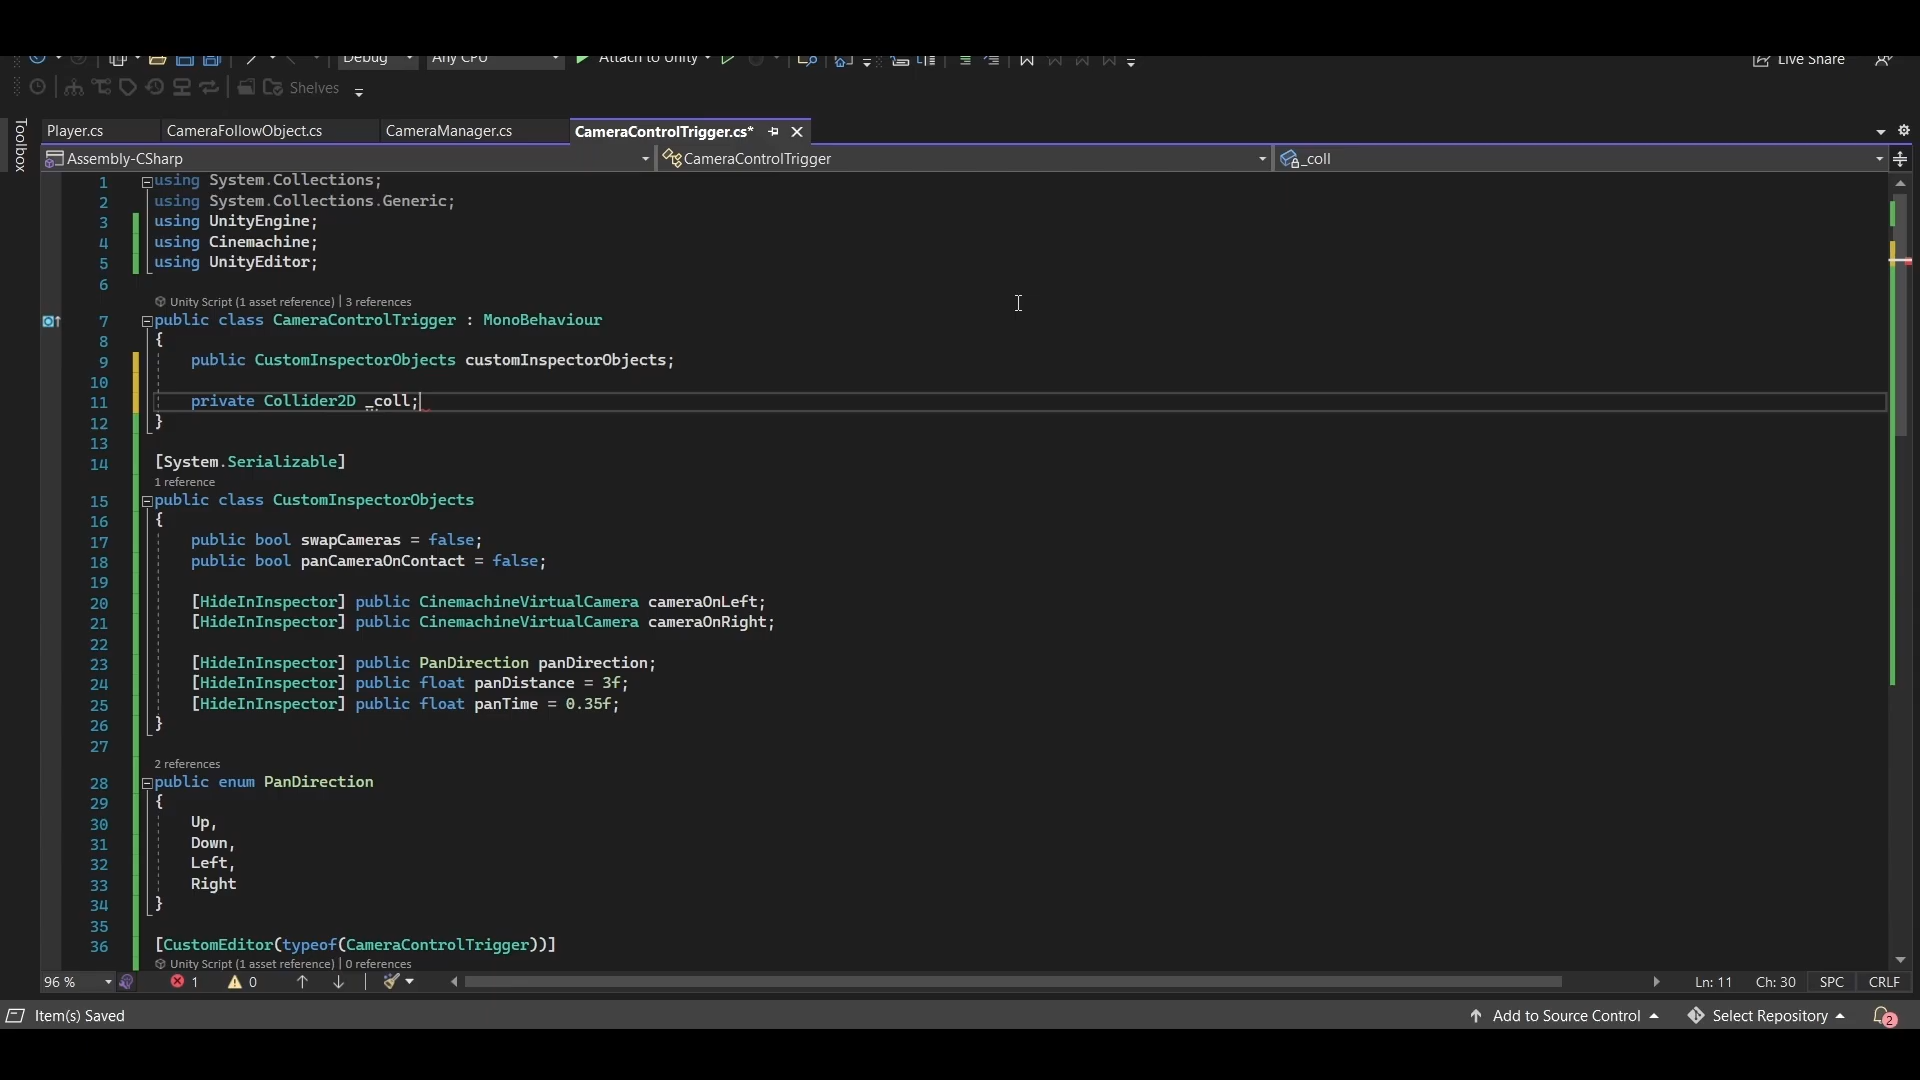 Debug Any CPU Attach to Unity Live Share
Shelves
Toolbox
Player.cs CameraFollowObject.cs CameraManager.cs CameraControlTrigger.cs*
Assembly-CSharp CameraControlTrigger _coll
1 using System.Collections;
2 using System.Collections.Generic;
3 using UnityEngine;
4 using Cinemachine;
5 using UnityEditor;
6
Unity Script (1 asset reference) | 3 references
7 public class CameraControlTrigger : MonoBehaviour
8 {
9 public CustomInspectorObjects customInspectorObjects;
10
11 private Collider2D _coll;
12 }
13
14 [System.Serializable]
1 reference
15 public class CustomInspectorObjects
16 {
17 public bool swapCameras = false;
18 public bool panCameraOnContact = false;
19
20 [HideInInspector] public CinemachineVirtualCamera cameraOnLeft;
21 [HideInInspector] public CinemachineVirtualCamera cameraOnRight;
22
23 [HideInInspector] public PanDirection panDirection;
24 [HideInInspector] public float panDistance = 3f;
25 [HideInInspector] public float panTime = 0.35f;
26 }
27
2 references
28 public enum PanDirection
29 {
30 Up,
31 Down,
32 Left,
33 Right
34 }
35
36 [CustomEditor(typeof(CameraControlTrigger))]
Unity Script (1 asset reference) | 0 references
96 % 1 0 Ln: 11 Ch: 30 SPC CRLF
Item(s) Saved Add to Source Control Select Repository 2